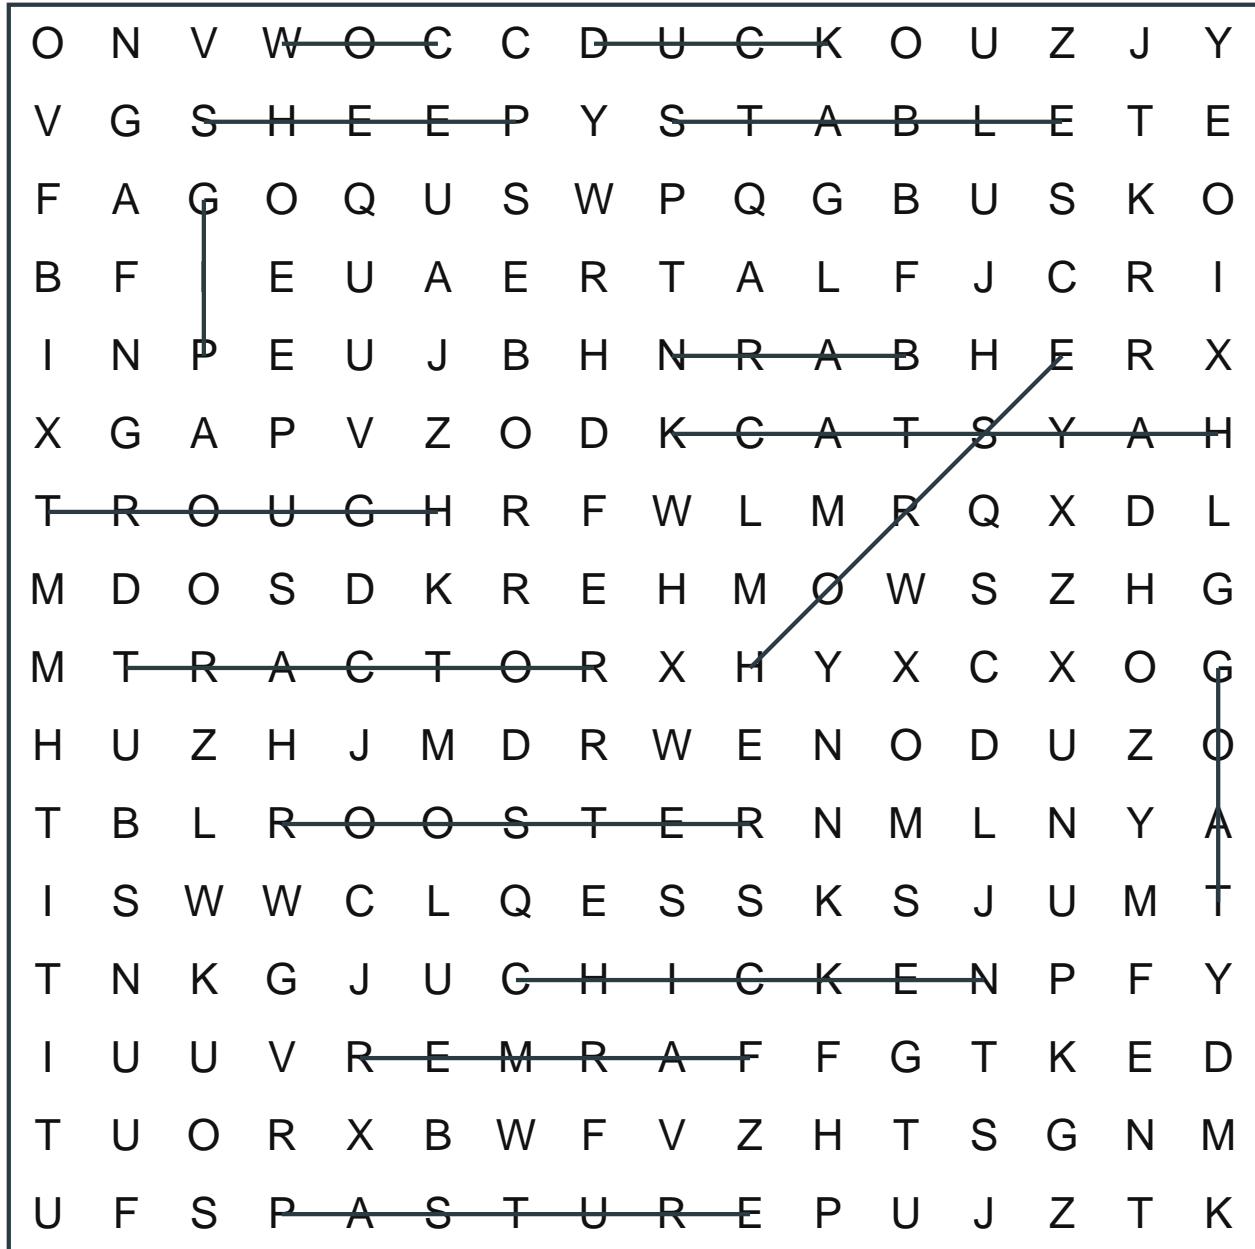 O N V W O C C D U C K O U Z J Y
V G S H E E P Y S T A B L E T E
F A G O Q U S W P Q G B U S K O
B F I E U A E R T A L F J C R I
I N P E U J B H N R A B H E R X
X G A P V Z O D K C A T S Y A H
T R O U G H R F W L M R Q X D L
M D O S D K R E H M O W S Z H G
M T R A C T O R X H Y X C X O G
H U Z H J M D R W E N O D U Z O
T B L R O O S T E R N M L N Y A
I S W W C L Q E S S K S J U M T
T N K G J U C H I C K E N P F Y
I U U V R E M R A F F G T K E D
T U O R X B W F V Z H T S G N M
U F S P A S T U R E P U J Z T K